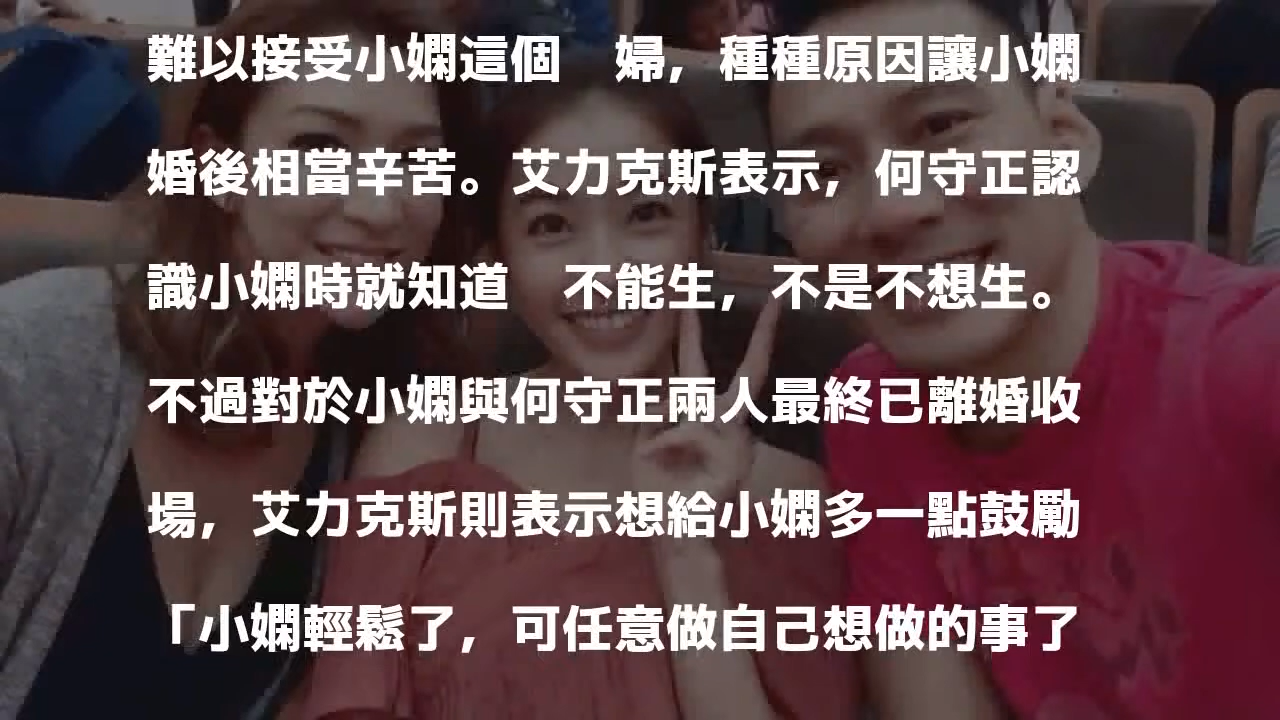 難以接受小嫻這個　婦，種種原因讓小嫻
婚後相當辛苦。艾力克斯表示，何守正認
識小嫻時就知道　不能生，不是不想生。
不過對於小嫻與何守正兩人最終已離婚收
場，艾力克斯則表示想給小嫻多一點鼓勵
「小嫻輕鬆了，可任意做自己想做的事了